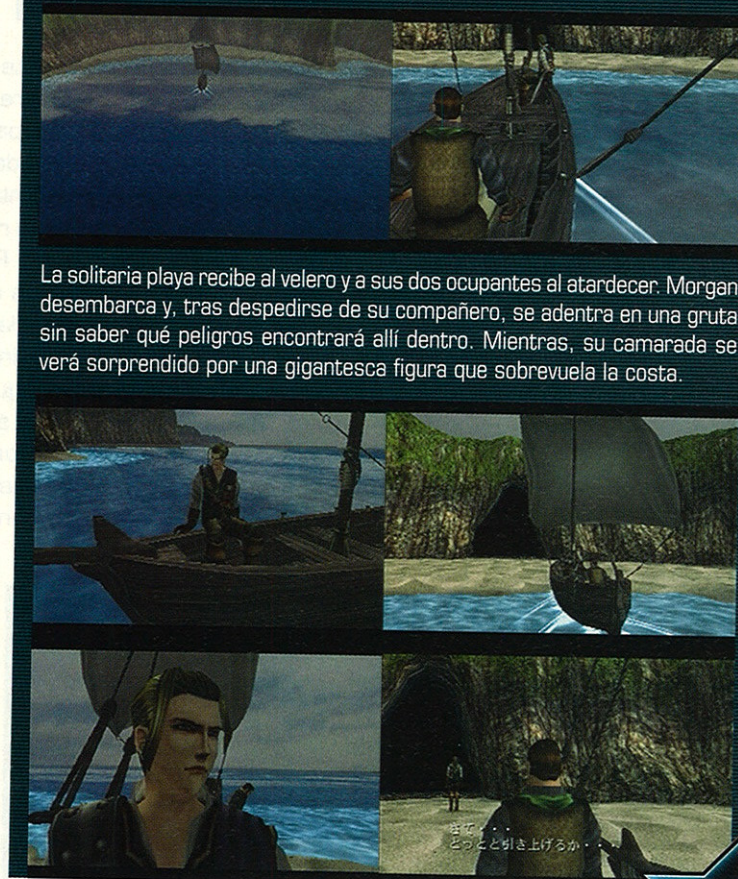 La solitaria playa recibe al velero y a sus dos ocupantes al atardecer. Morgan
desembarca y, tras despedirse de su compañero, se adentra en una gruta
sin saber qué peligros encontrará allí dentro. Mientras, su camarada se
verá sorprendido por una gigantesca figura que sobrevuela la costa.
さて・・・
とっとと引き上げるか・・・